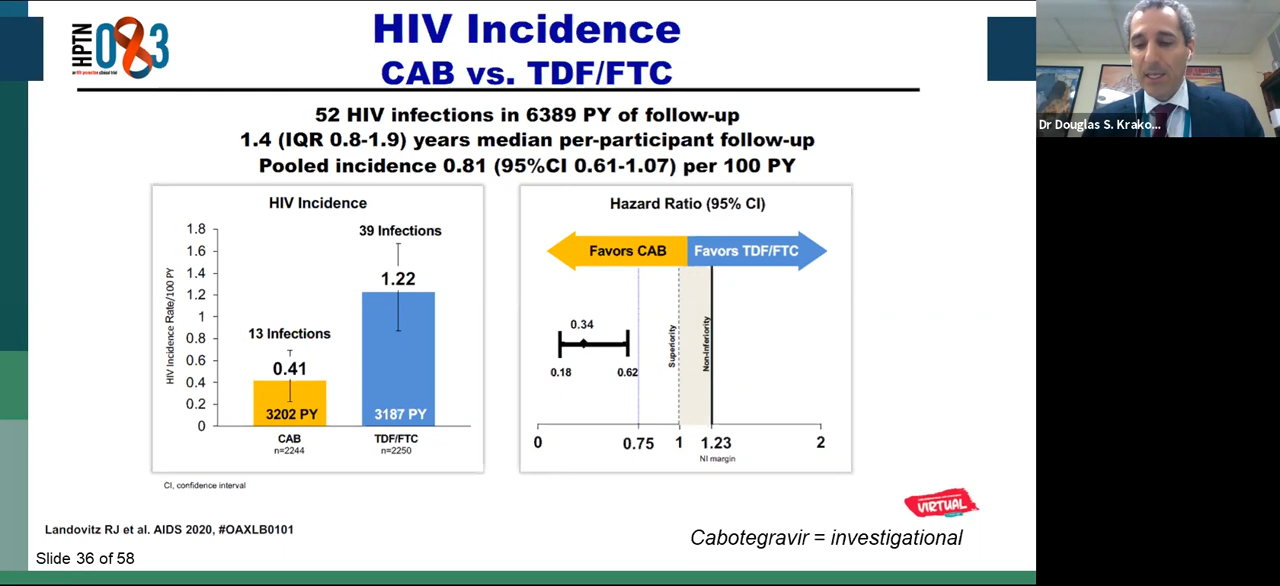 HPTN 083
HIV Incidence
CAB vs. TDF/FTC
52 HIV infections in 6389 PY of follow-up
1.4 (IQR 0.8-1.9) years median per-participant follow-up
Pooled incidence 0.81 (95%CI 0.61-1.07) per 100 PY
HIV Incidence
HIV Incidence Rate/100 PY
1.8
1.6
1.4
1.2
1
0.8
0.6
0.4
0.2
0
13 Infections
0.41
3202 PY
CAB
n=2244
39 Infections
1.22
3187 PY
TDF/FTC
n=2250
Hazard Ratio (95% CI)
Favors CAB
Favors TDF/FTC
0.34
0.18
0.62
Superiority
Non-Inferiority
0
0.75
1
1.23
2
NI margin
CI, confidence interval
VIRTUAL
Landovitz RJ et al. AIDS 2020, #OAXLB0101
Cabotegravir = investigational
Slide 36 of 58
Dr Douglas S. Krako...